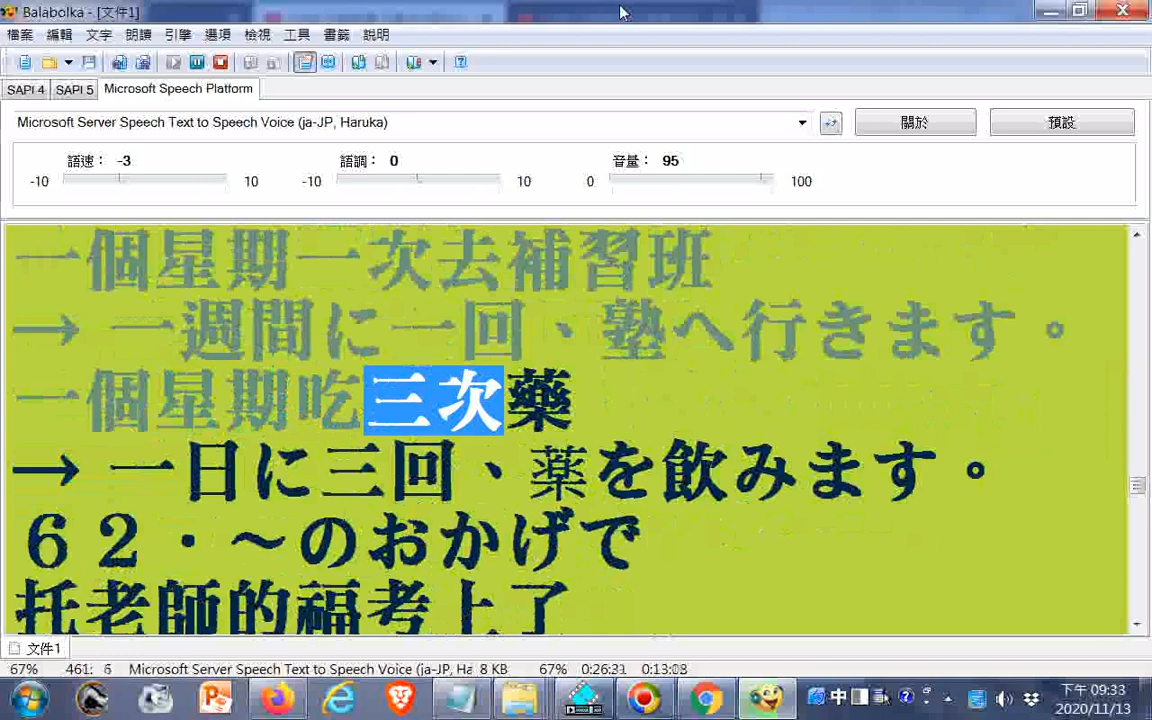 Balabolka - [文件1]
檔案 編輯 文字 朗讀 引擎 選項 檢視 工具 書籤 說明
SAPI 4 SAPI 5 Microsoft Speech Platform
Microsoft Server Speech Text to Speech Voice (ja-JP, Haruka) 關於 預設
語速： -3 語調： 0 音量： 95
-10 10 -10 10 0 100
一個星期一次去補習班
→ 一週間に一回、塾へ行きます。
一個星期吃三次藥
→ 一日に三回、薬を飲みます。
６２・～のおかげで
托老師的福考上了
文件1
67% 461: 6 Microsoft Server Speech Text to Speech Voice (ja-JP, Ha 8 KB 67% 0:26:31 0:13:03
中 下午 09:33
2020/11/13